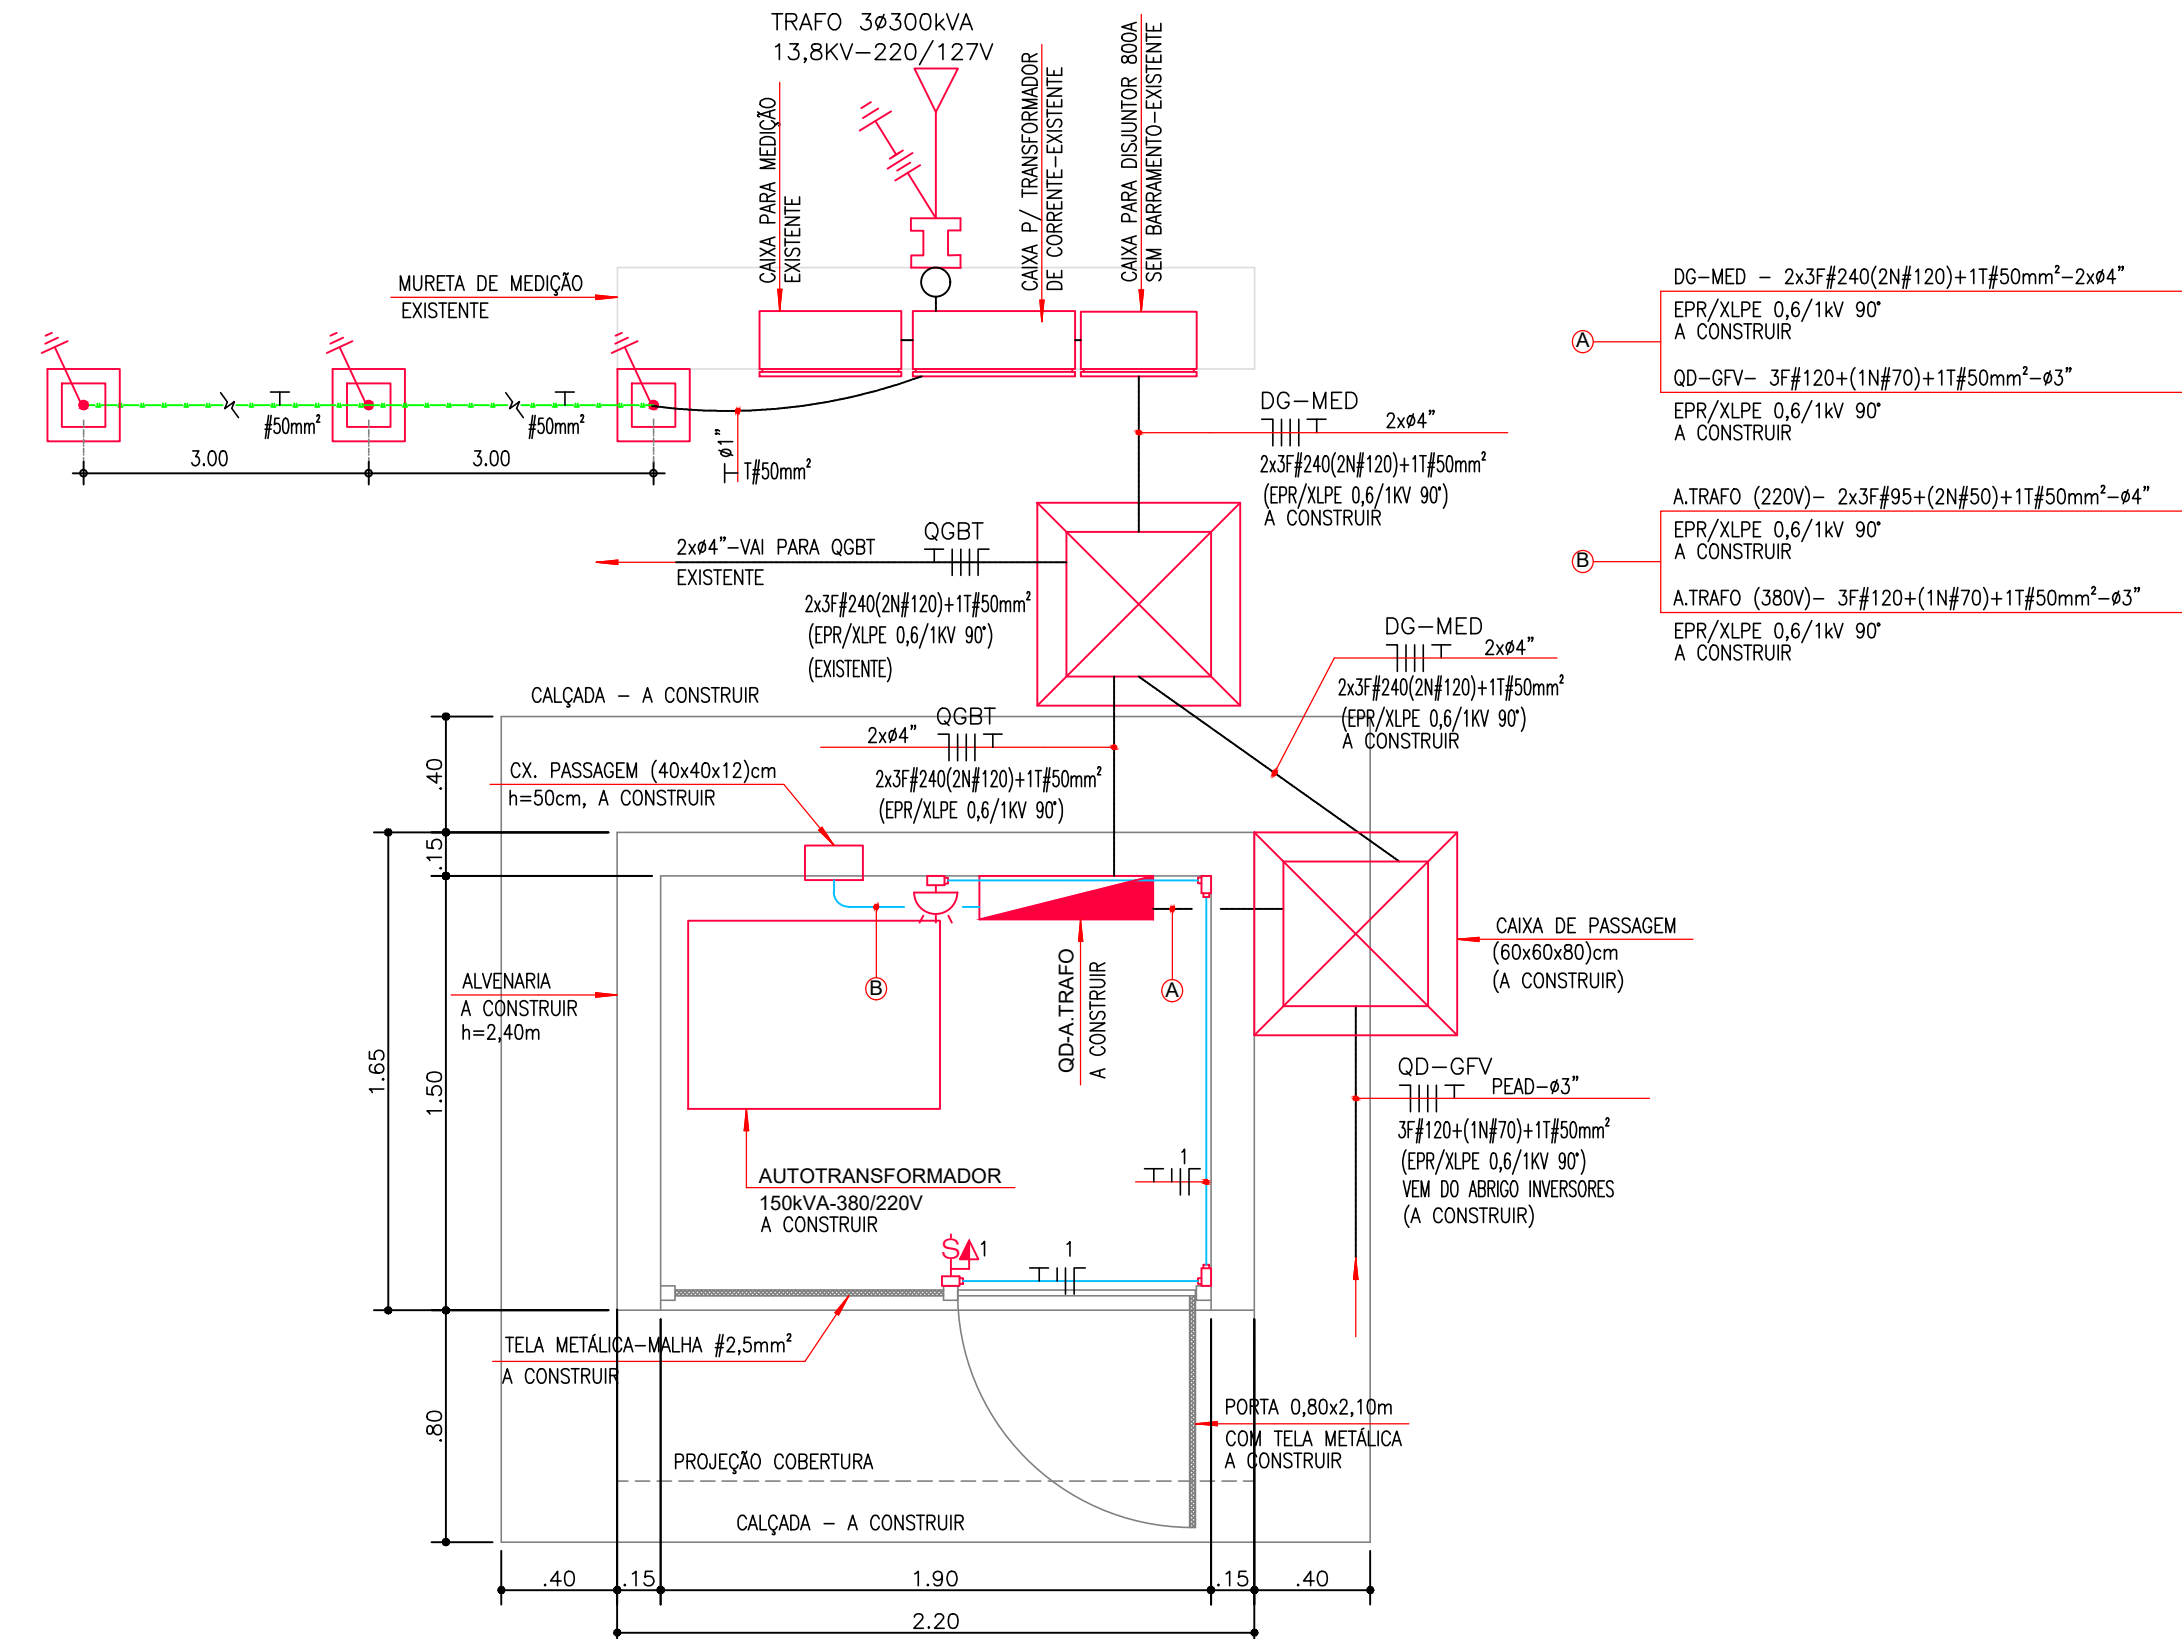 TRAFO 3ø300kVA
13,8KV-220/127V
CAIXA PARA MEDIÇÃO
EXISTENTE
CAIXA P/ TRANSFORMADOR
DE CORRENTE-EXISTENTE
CAIXA PARA DISJUNTOR 800A
SEM BARRAMENTO-EXISTENTE
MURETA DE MEDIÇÃO
EXISTENTE
#50mm²
#50mm²
3.00
3.00
ø1"
T#50mm²
DG-MED
2xø4"
2x3F#240(2N#120)+1T#50mm²
(EPR/XLPE 0,6/1KV 90°)
A CONSTRUIR
A
DG-MED - 2x3F#240(2N#120)+1T#50mm²-2xø4"
EPR/XLPE 0,6/1kV 90°
A CONSTRUIR
QD-GFV- 3F#120+(1N#70)+1T#50mm²-ø3"
EPR/XLPE 0,6/1kV 90°
A CONSTRUIR
B
A.TRAFO (220V)- 2x3F#95+(2N#50)+1T#50mm²-ø4"
EPR/XLPE 0,6/1kV 90°
A CONSTRUIR
A.TRAFO (380V)- 3F#120+(1N#70)+1T#50mm²-ø3"
EPR/XLPE 0,6/1kV 90°
A CONSTRUIR
QGBT
2xø4"-VAI PARA QGBT
EXISTENTE
2x3F#240(2N#120)+1T#50mm²
(EPR/XLPE 0,6/1KV 90°)
(EXISTENTE)
DG-MED
2xø4"
2x3F#240(2N#120)+1T#50mm²
(EPR/XLPE 0,6/1KV 90°)
A CONSTRUIR
CALÇADA - A CONSTRUIR
QGBT
2xø4"
2x3F#240(2N#120)+1T#50mm²
(EPR/XLPE 0,6/1KV 90°)
CX. PASSAGEM (40x40x12)cm
h=50cm, A CONSTRUIR
.40
.15
1.65
1.50
.80
ALVENARIA
A CONSTRUIR
h=2,40m
B
A
QD-A.TRAFO
A CONSTRUIR
CAIXA DE PASSAGEM
(60x60x80)cm
(A CONSTRUIR)
QD-GFV
PEAD-ø3"
3F#120+(1N#70)+1T#50mm²
(EPR/XLPE 0,6/1KV 90°)
VEM DO ABRIGO INVERSORES
(A CONSTRUIR)
AUTOTRANSFORMADOR
150kVA-380/220V
A CONSTRUIR
1
S 1
1
TELA METÁLICA-MALHA #2,5mm²
A CONSTRUIR
PORTA 0,80x2,10m
COM TELA METÁLICA
A CONSTRUIR
PROJEÇÃO COBERTURA
CALÇADA - A CONSTRUIR
.40
.15
1.90
.15
.40
2.20